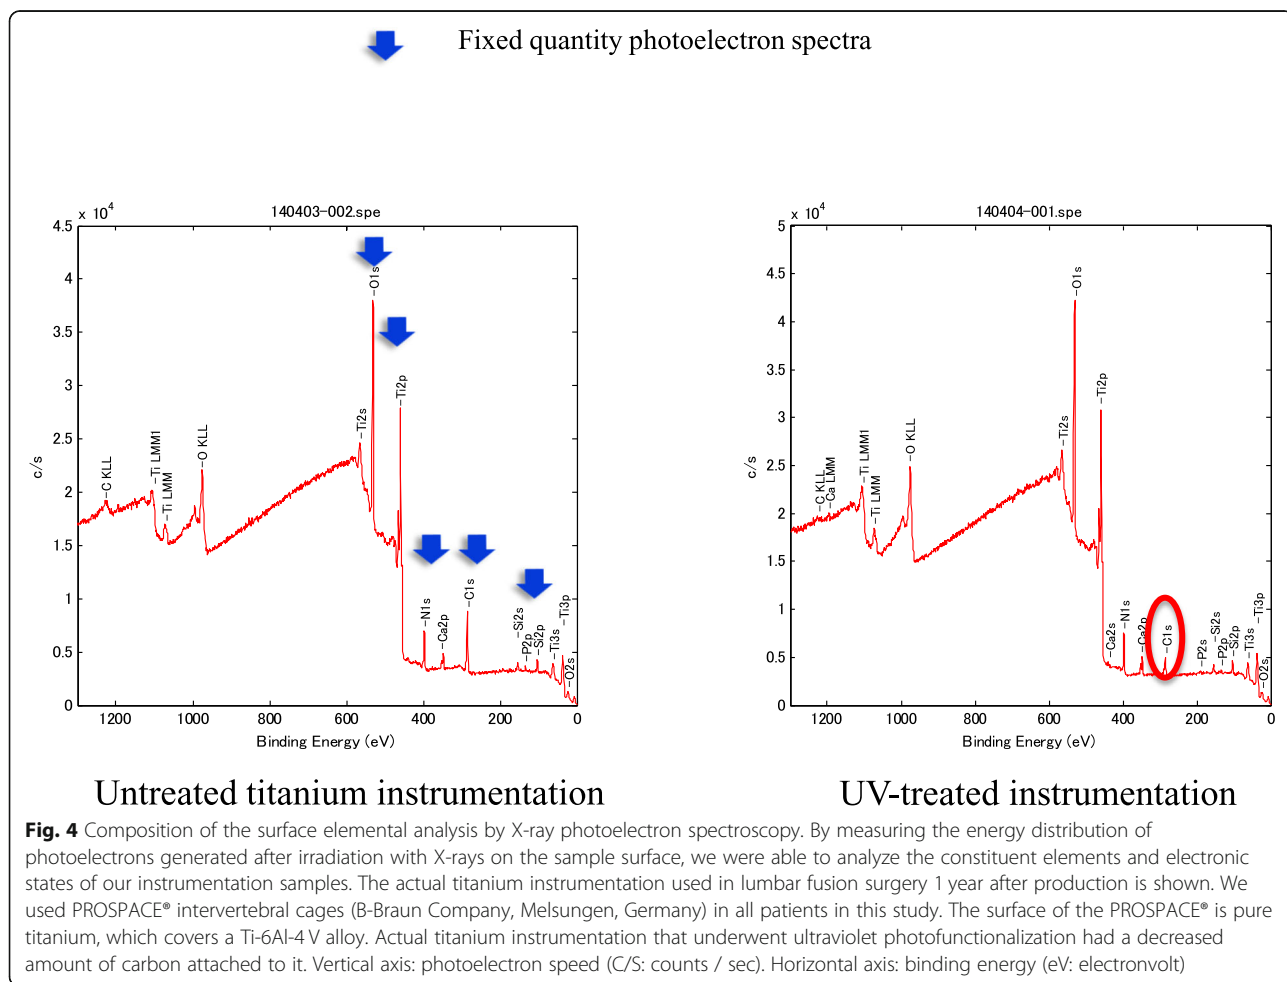 Fixed quantity photoelectron spectra
x 10⁴
140403-002.spe
4.5
4
3.5
3
2.5
2
1.5
1
0.5
0
c/s
-C KLL
-Ti LMM1
-Ti LMM
-O KLL
-Ti2s
-O1s
-Ti2p
-N1s
-Ca2p
-C1s
-Si2s
-P2p
-Si2p
-Ti3s
-Ti3p
-O2s
1200 1000 800 600 400 200 0
Binding Energy (eV)
x 10⁴
140404-001.spe
5
4.5
4
3.5
3
2.5
2
1.5
1
0.5
0
c/s
-C KLL
-Ca LMM
-Ti LMM1
-Ti LMM
-O KLL
-Ti2s
-O1s
-Ti2p
-Ca2s
-N1s
-Ca2p
-C1s
-P2s
-Si2s
-P2p
-Si2p
-Ti3s
-Ti3p
-O2s
1200 1000 800 600 400 200 0
Binding Energy (eV)
Untreated titanium instrumentation
UV-treated instrumentation
Fig. 4 Composition of the surface elemental analysis by X-ray photoelectron spectroscopy. By measuring the energy distribution of
photoelectrons generated after irradiation with X-rays on the sample surface, we were able to analyze the constituent elements and electronic
states of our instrumentation samples. The actual titanium instrumentation used in lumbar fusion surgery 1 year after production is shown. We
used PROSPACE® intervertebral cages (B-Braun Company, Melsungen, Germany) in all patients in this study. The surface of the PROSPACE® is pure
titanium, which covers a Ti-6Al-4 V alloy. Actual titanium instrumentation that underwent ultraviolet photofunctionalization had a decreased
amount of carbon attached to it. Vertical axis: photoelectron speed (C/S: counts / sec). Horizontal axis: binding energy (eV: electronvolt)